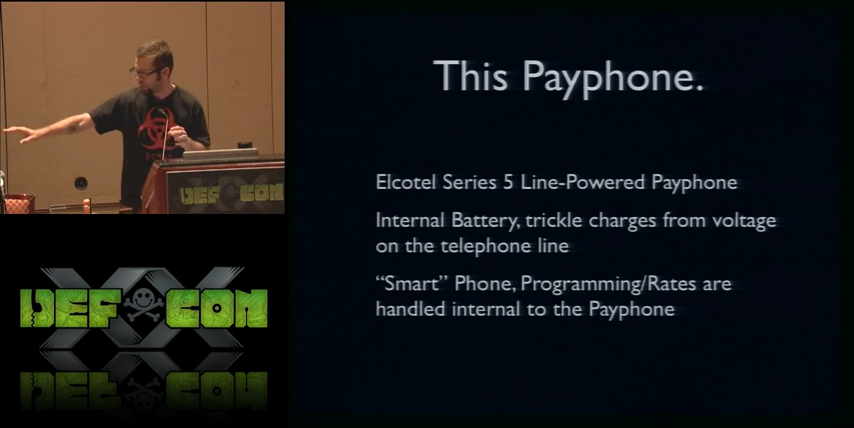 This Payphone.
Elcotel Series 5 Line-Powered Payphone
Internal Battery, trickle charges from voltage
on the telephone line
“Smart” Phone, Programming/Rates are
handled internal to the Payphone
DEF CON
XX
DEF CON